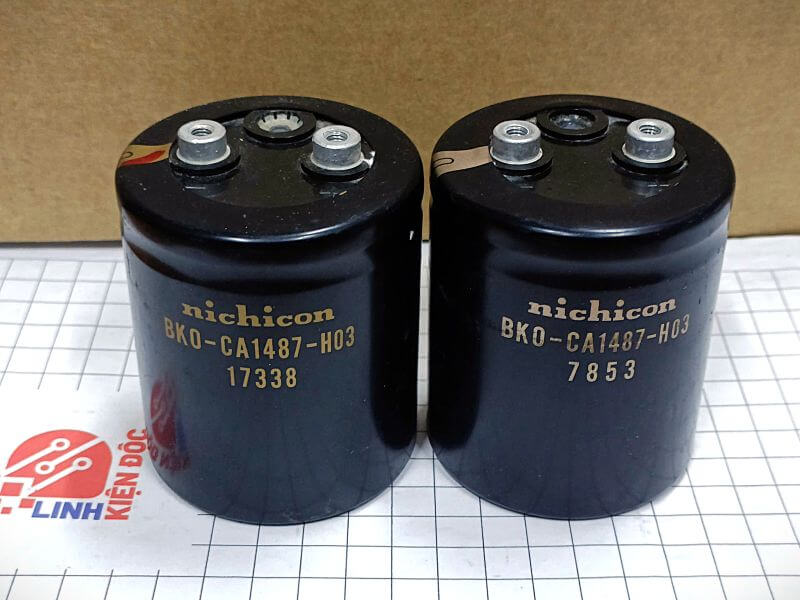 nichicon
BKO-CA1487-H03
17338
nichicon
BKO-CA1487-H03
7853
LINH
KIỆN ĐỘC